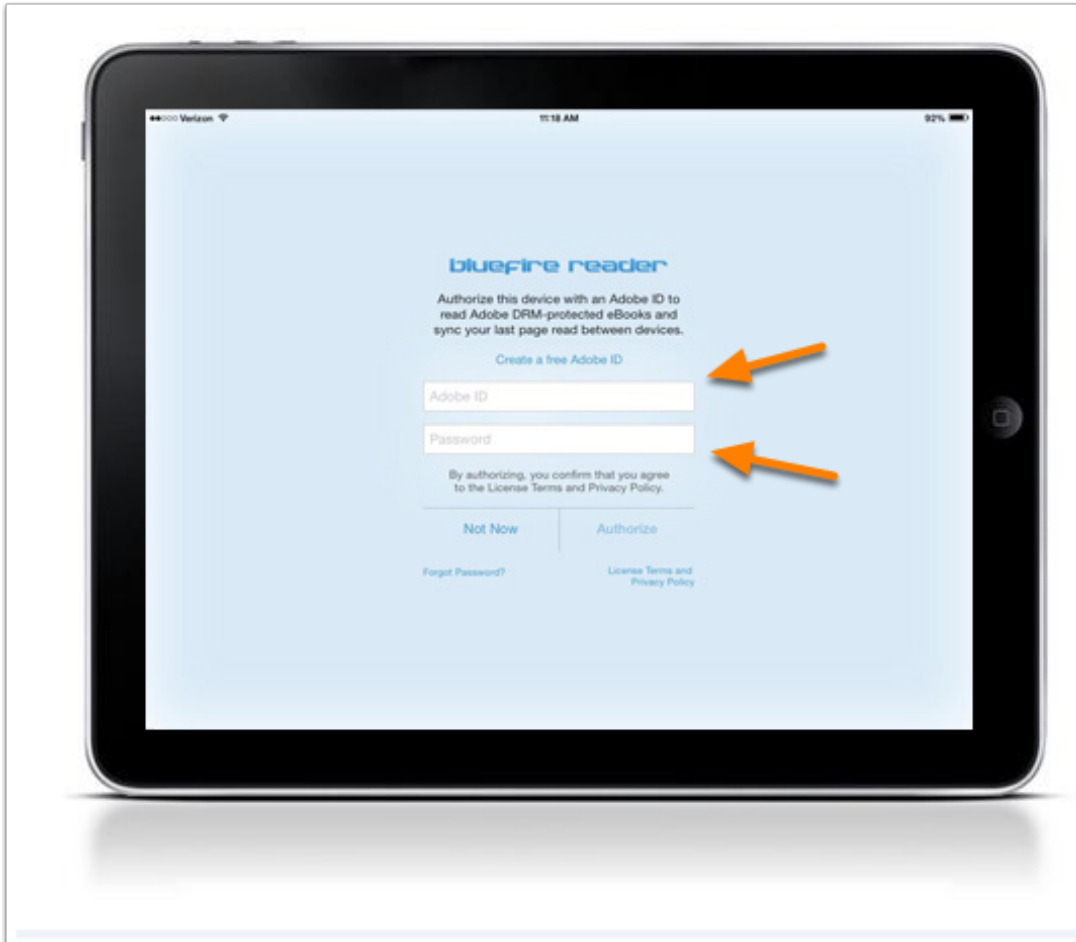 Verizon 11:18 AM 92%
bluefire reader
Authorize this device with an Adobe ID to
read Adobe DRM-protected eBooks and
sync your last page read between devices.
Create a free Adobe ID
Adobe ID
Password
By authorizing, you confirm that you agree
to the License Terms and Privacy Policy.
Not Now Authorize
Forgot Password? License Terms and
Privacy Policy